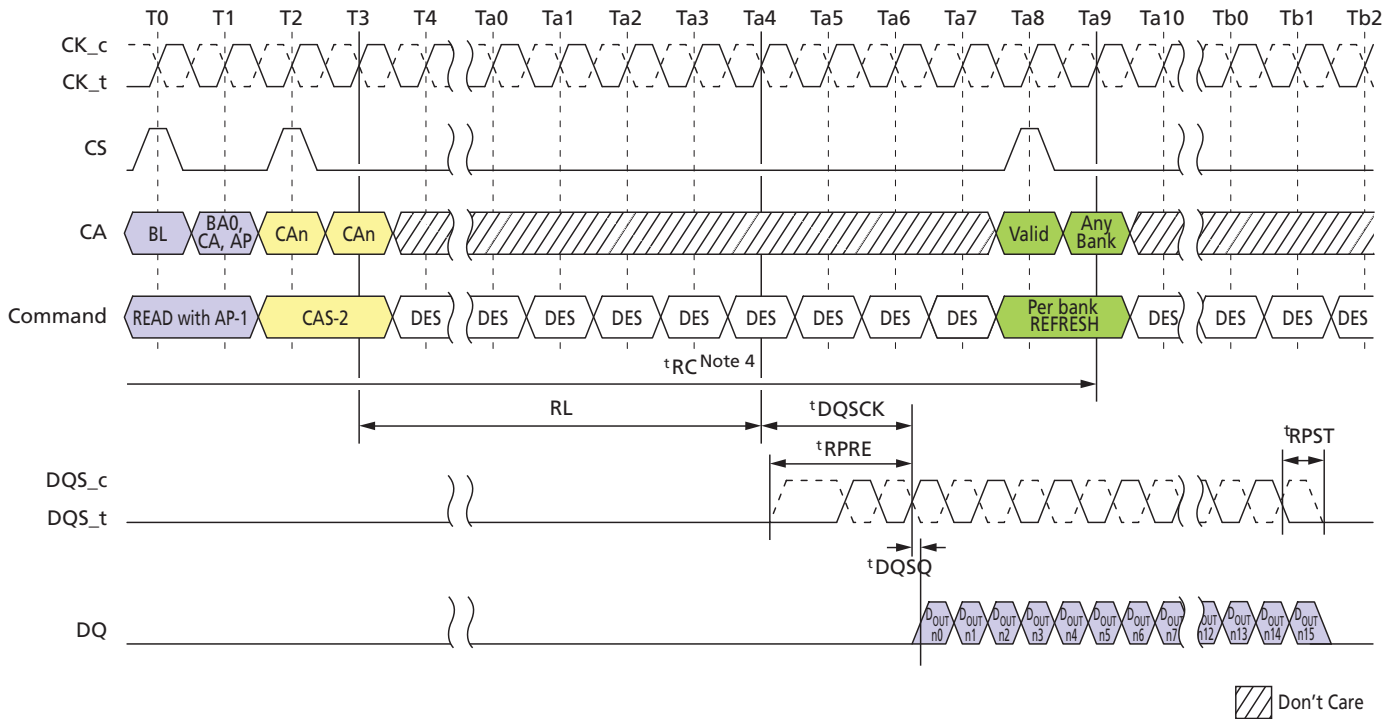 T0 T1 T2 T3 T4 Ta0 Ta1 Ta2 Ta3 Ta4 Ta5 Ta6 Ta7 Ta8 Ta9 Ta10 Tb0 Tb1 Tb2
CK_c
CK_t
CS
CA
BL
BA0,
CA, AP
CAn
CAn
Valid
Any
Bank
Command
READ with AP-1
CAS-2
DES
DES
DES
DES
DES
DES
DES
DES
DES
Per bank
REFRESH
DES
DES
DES
DES
tRC Note 4
RL
tDQSCK
tRPRE
tRPST
DQS_c
DQS_t
tDQSQ
DQ
DOUT
n0
DOUT
n1
DOUT
n2
DOUT
n3
DOUT
n4
DOUT
n5
DOUT
n6
DOUT
n7
DOUT
n12
DOUT
n13
DOUT
n14
DOUT
n15
Don't Care